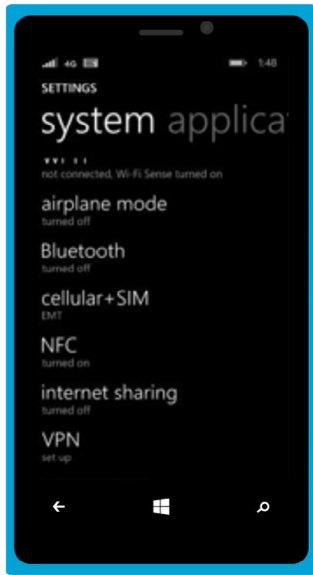 4G 1:48
SETTINGS
system applica
not connected, Wi-Fi Sense turned on
airplane mode
turned off
Bluetooth
turned off
cellular+SIM
EMT
NFC
turned on
internet sharing
turned off
VPN
set up